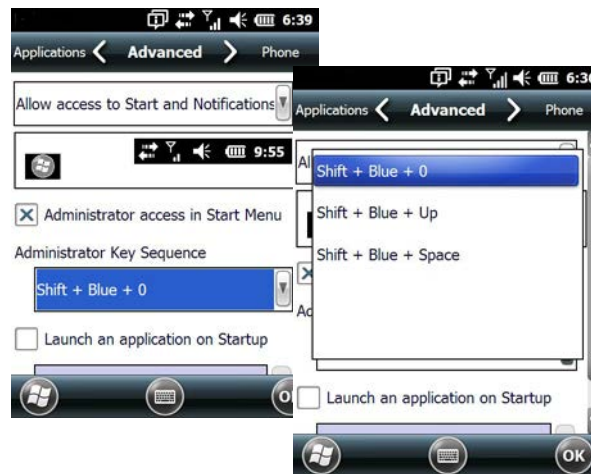 6:39
Applications Advanced Phone
Allow access to Start and Notifications
9:55
Administrator access in Start Menu
Administrator Key Sequence
Shift + Blue + 0
Launch an application on Startup
6:30
Applications Advanced Phone
Shift + Blue + 0
Shift + Blue + Up
Shift + Blue + Space
Launch an application on Startup
OK